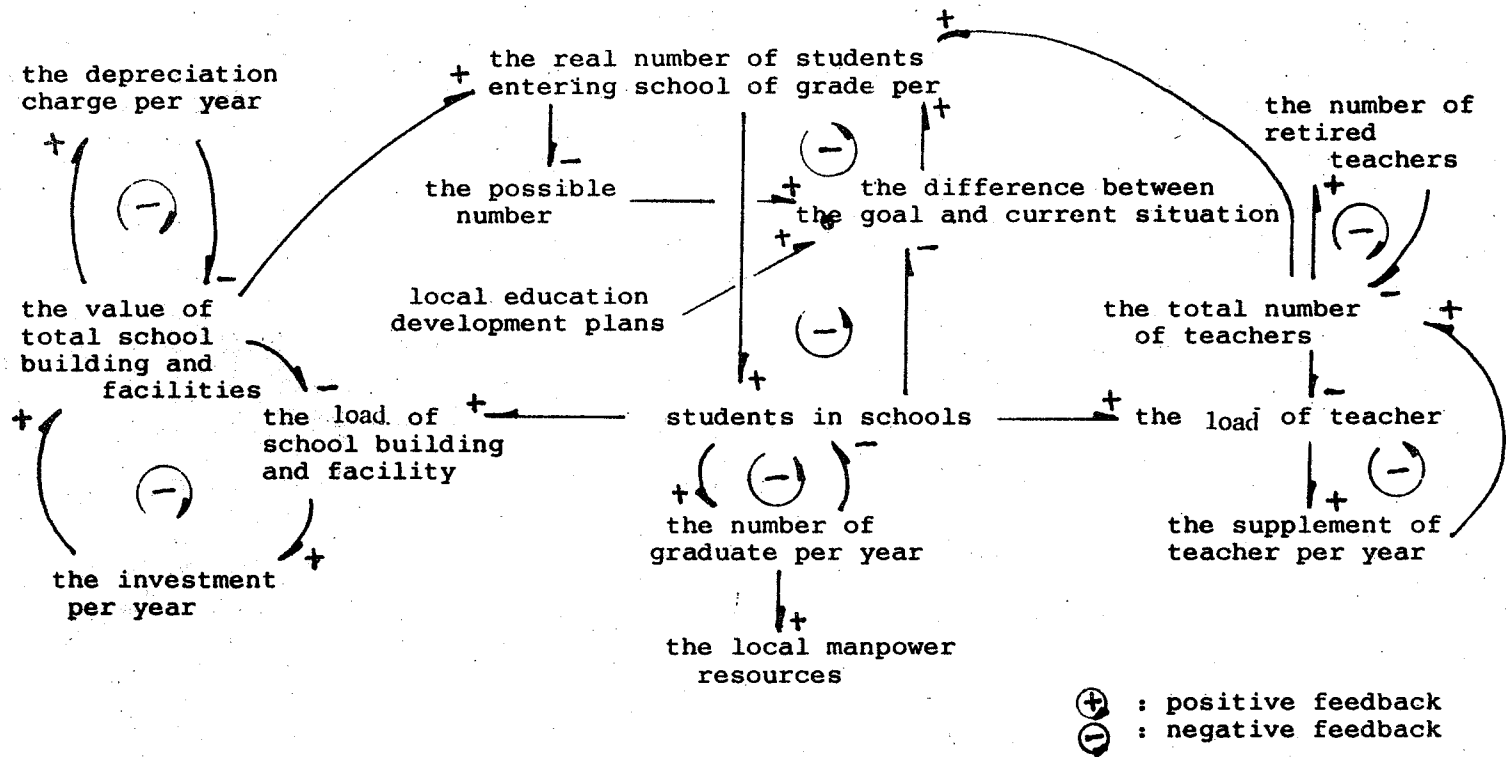 the depreciation
charge per year
the real number of students
entering school of grade per
the number of
retired
teachers
the possible
number
the difference between
the goal and current situation
local education
development plans
the value of
total school
building and
facilities
the total number
of teachers
the load. of
school building
and facility
students in schools
the load of teacher
the number of
graduate per year
the supplement of
teacher per year
the investment
per year
the local manpower
resources
+ : positive feedback
- : negative feedback